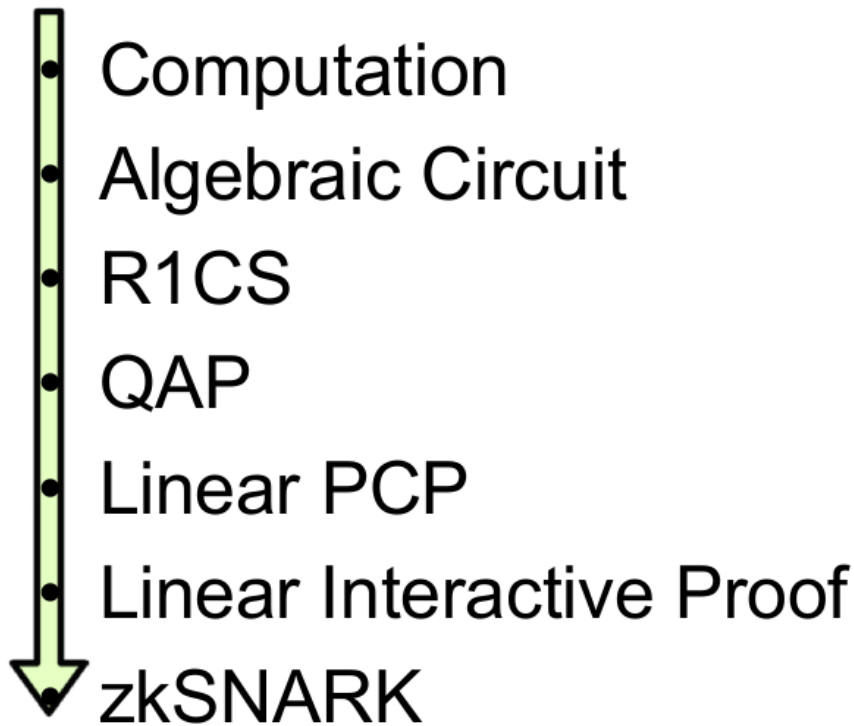 Computation
Algebraic Circuit
R1CS
QAP
Linear PCP
Linear Interactive Proof
zkSNARK